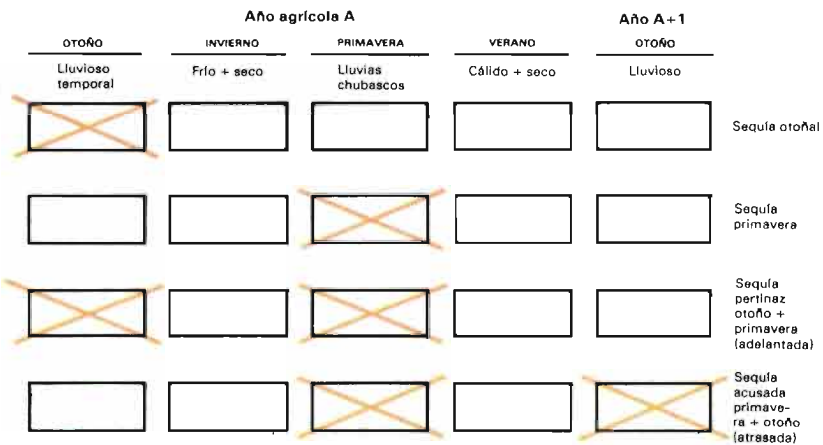 Año agrícola A
Año A+1
OTOÑO
INVIERNO
PRIMAVERA
VERANO
OTOÑO
Lluvioso
temporal
Frío + seco
Lluvias
chubascos
Cálido + seco
Lluvioso
Sequía otoñal
Sequía
primavera
Sequía
pertinaz
otoño +
primavera
(adelantada)
Sequía
acusada
primave-
ra + otoño
(atrasada)